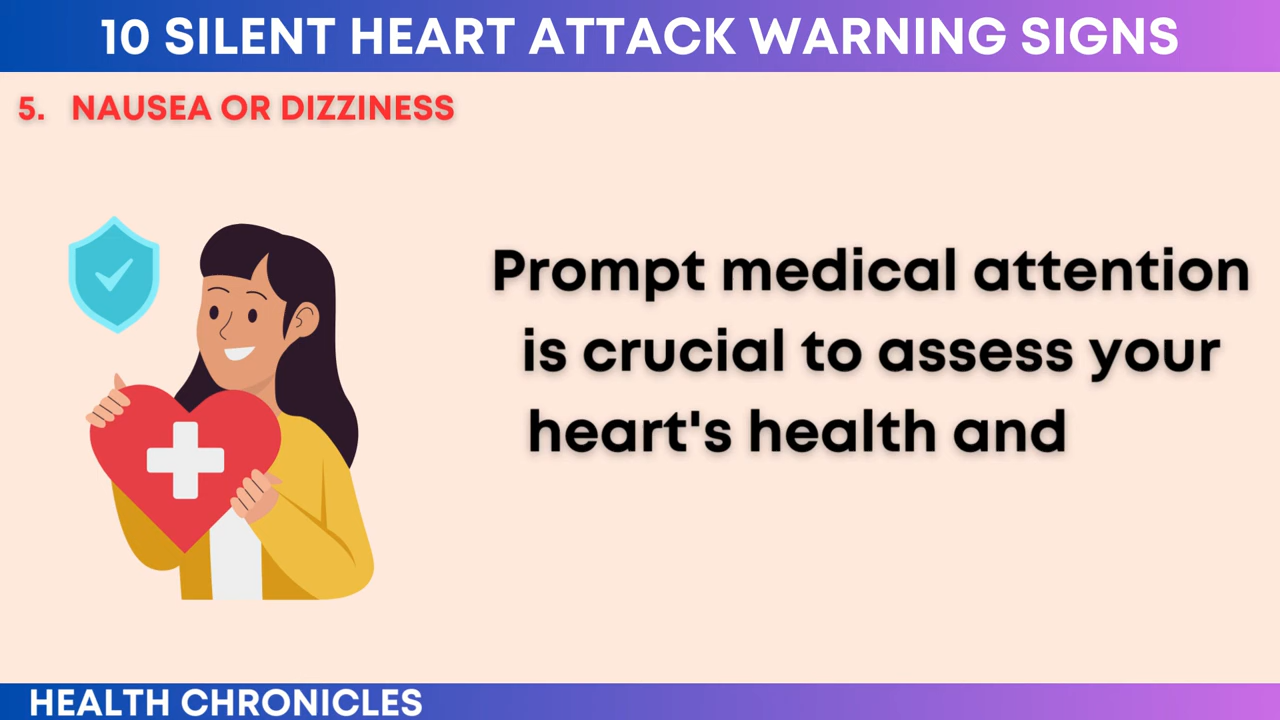 10 SILENT HEART ATTACK WARNING SIGNS
5. NAUSEA OR DIZZINESS
Prompt medical attention
is crucial to assess your
heart's health and
HEALTH CHRONICLES